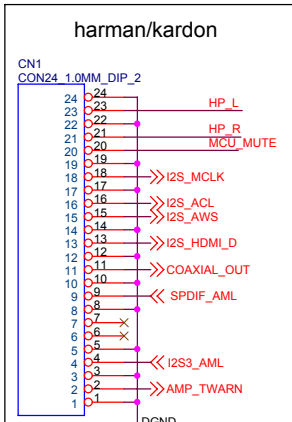 harman/kardon
CN1
CON24_1.0MM_DIP_2
24 24
23 23 HP_L
22 22
21 21 HP_R
20 20 MCU_MUTE
19 19
18 18 I2S_MCLK
17 17
16 16 I2S_ACL
15 15 I2S_AWS
14 14
13 13 I2S_HMDI_D
12 12
11 11 COAXIAL_OUT
10 10
9 9 SPDIF_AML
8 8
7 7
6 6
5 5
4 4 I2S3_AML
3 3
2 2 AMP_TWARN
1 1
DGND